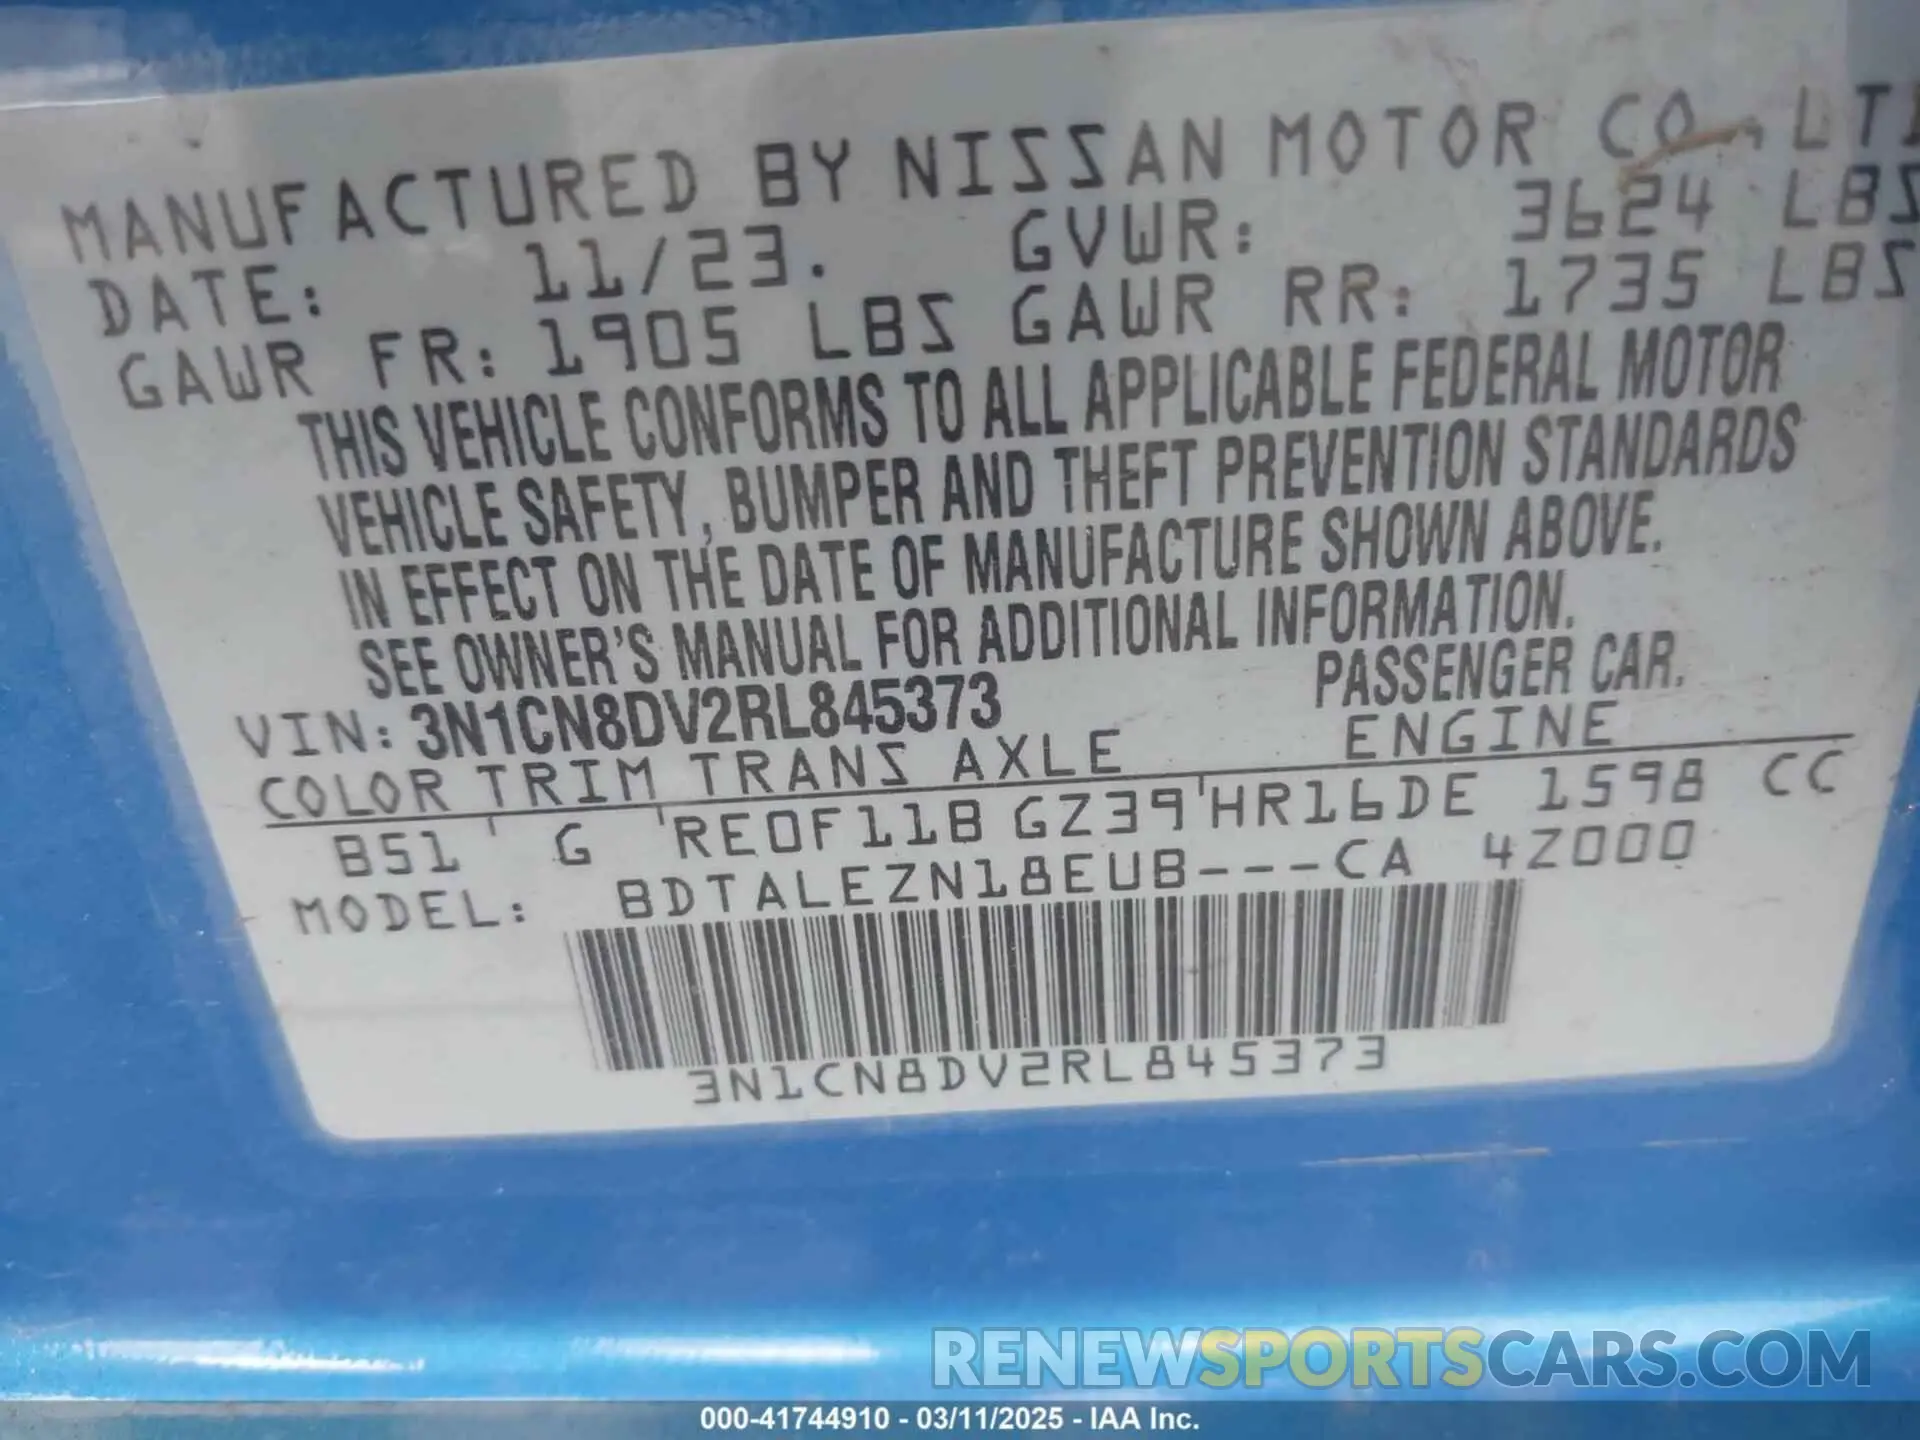 MANUFACTURED BY NISSAN MOTOR CO.,LT
DATE: 11/23. GVWR: 3624 LBS
GAWR FR: 1905 LBS GAWR RR: 1735 LBS
THIS VEHICLE CONFORMS TO ALL APPLICABLE FEDERAL MOTOR
VEHICLE SAFETY, BUMPER AND THEFT PREVENTION STANDARDS
IN EFFECT ON THE DATE OF MANUFACTURE SHOWN ABOVE.
SEE OWNER'S MANUAL FOR ADDITIONAL INFORMATION.
VIN: 3N1CN8DV2RL845373 PASSENGER CAR.
COLOR TRIM TRANS AXLE ENGINE
B51 G RE0F11B GZ39 HR16DE 1598 CC
MODEL: BDTALEZN18EUB---CA 4Z000
3N1CN8DV2RL845373
RENEWSPORTSCARS.COM
000-41744910 - 03/11/2025 - IAA Inc.